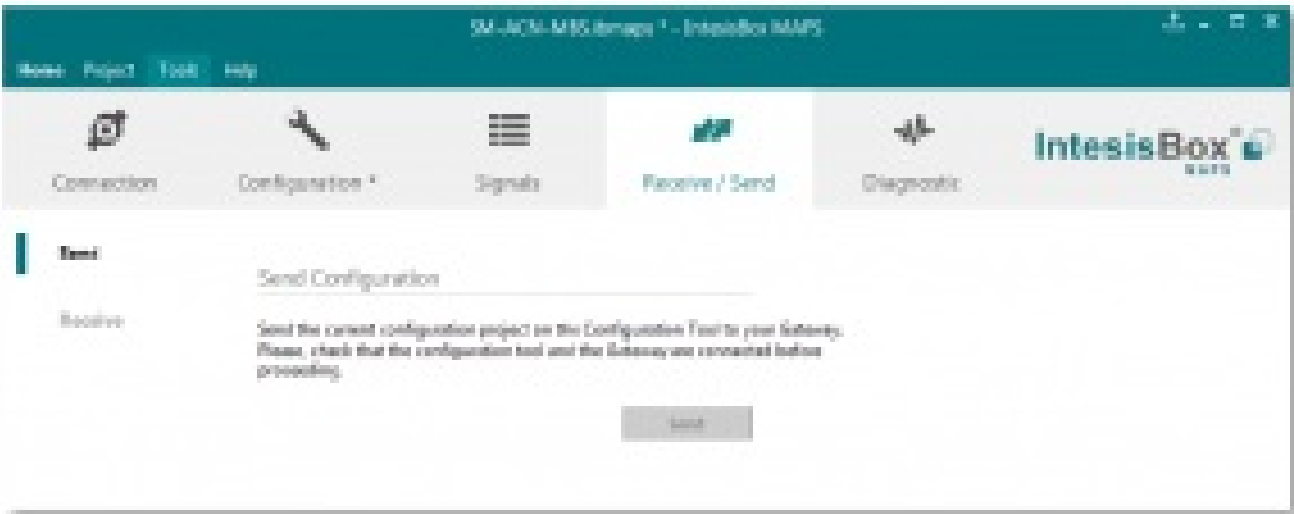 SM-ACN-MBS.ibmaps * - IntesisBox MAPS
Home Project Tools Help
Connection
Configuration *
Signals
Receive / Send
Diagnostic
IntesisBox®
MAPS
Send
Send Configuration
Receive
Send the current configuration project on the Configuration Tool to your Gateway.
Please, check that the configuration tool and the Gateway are connected before
proceeding.
Send